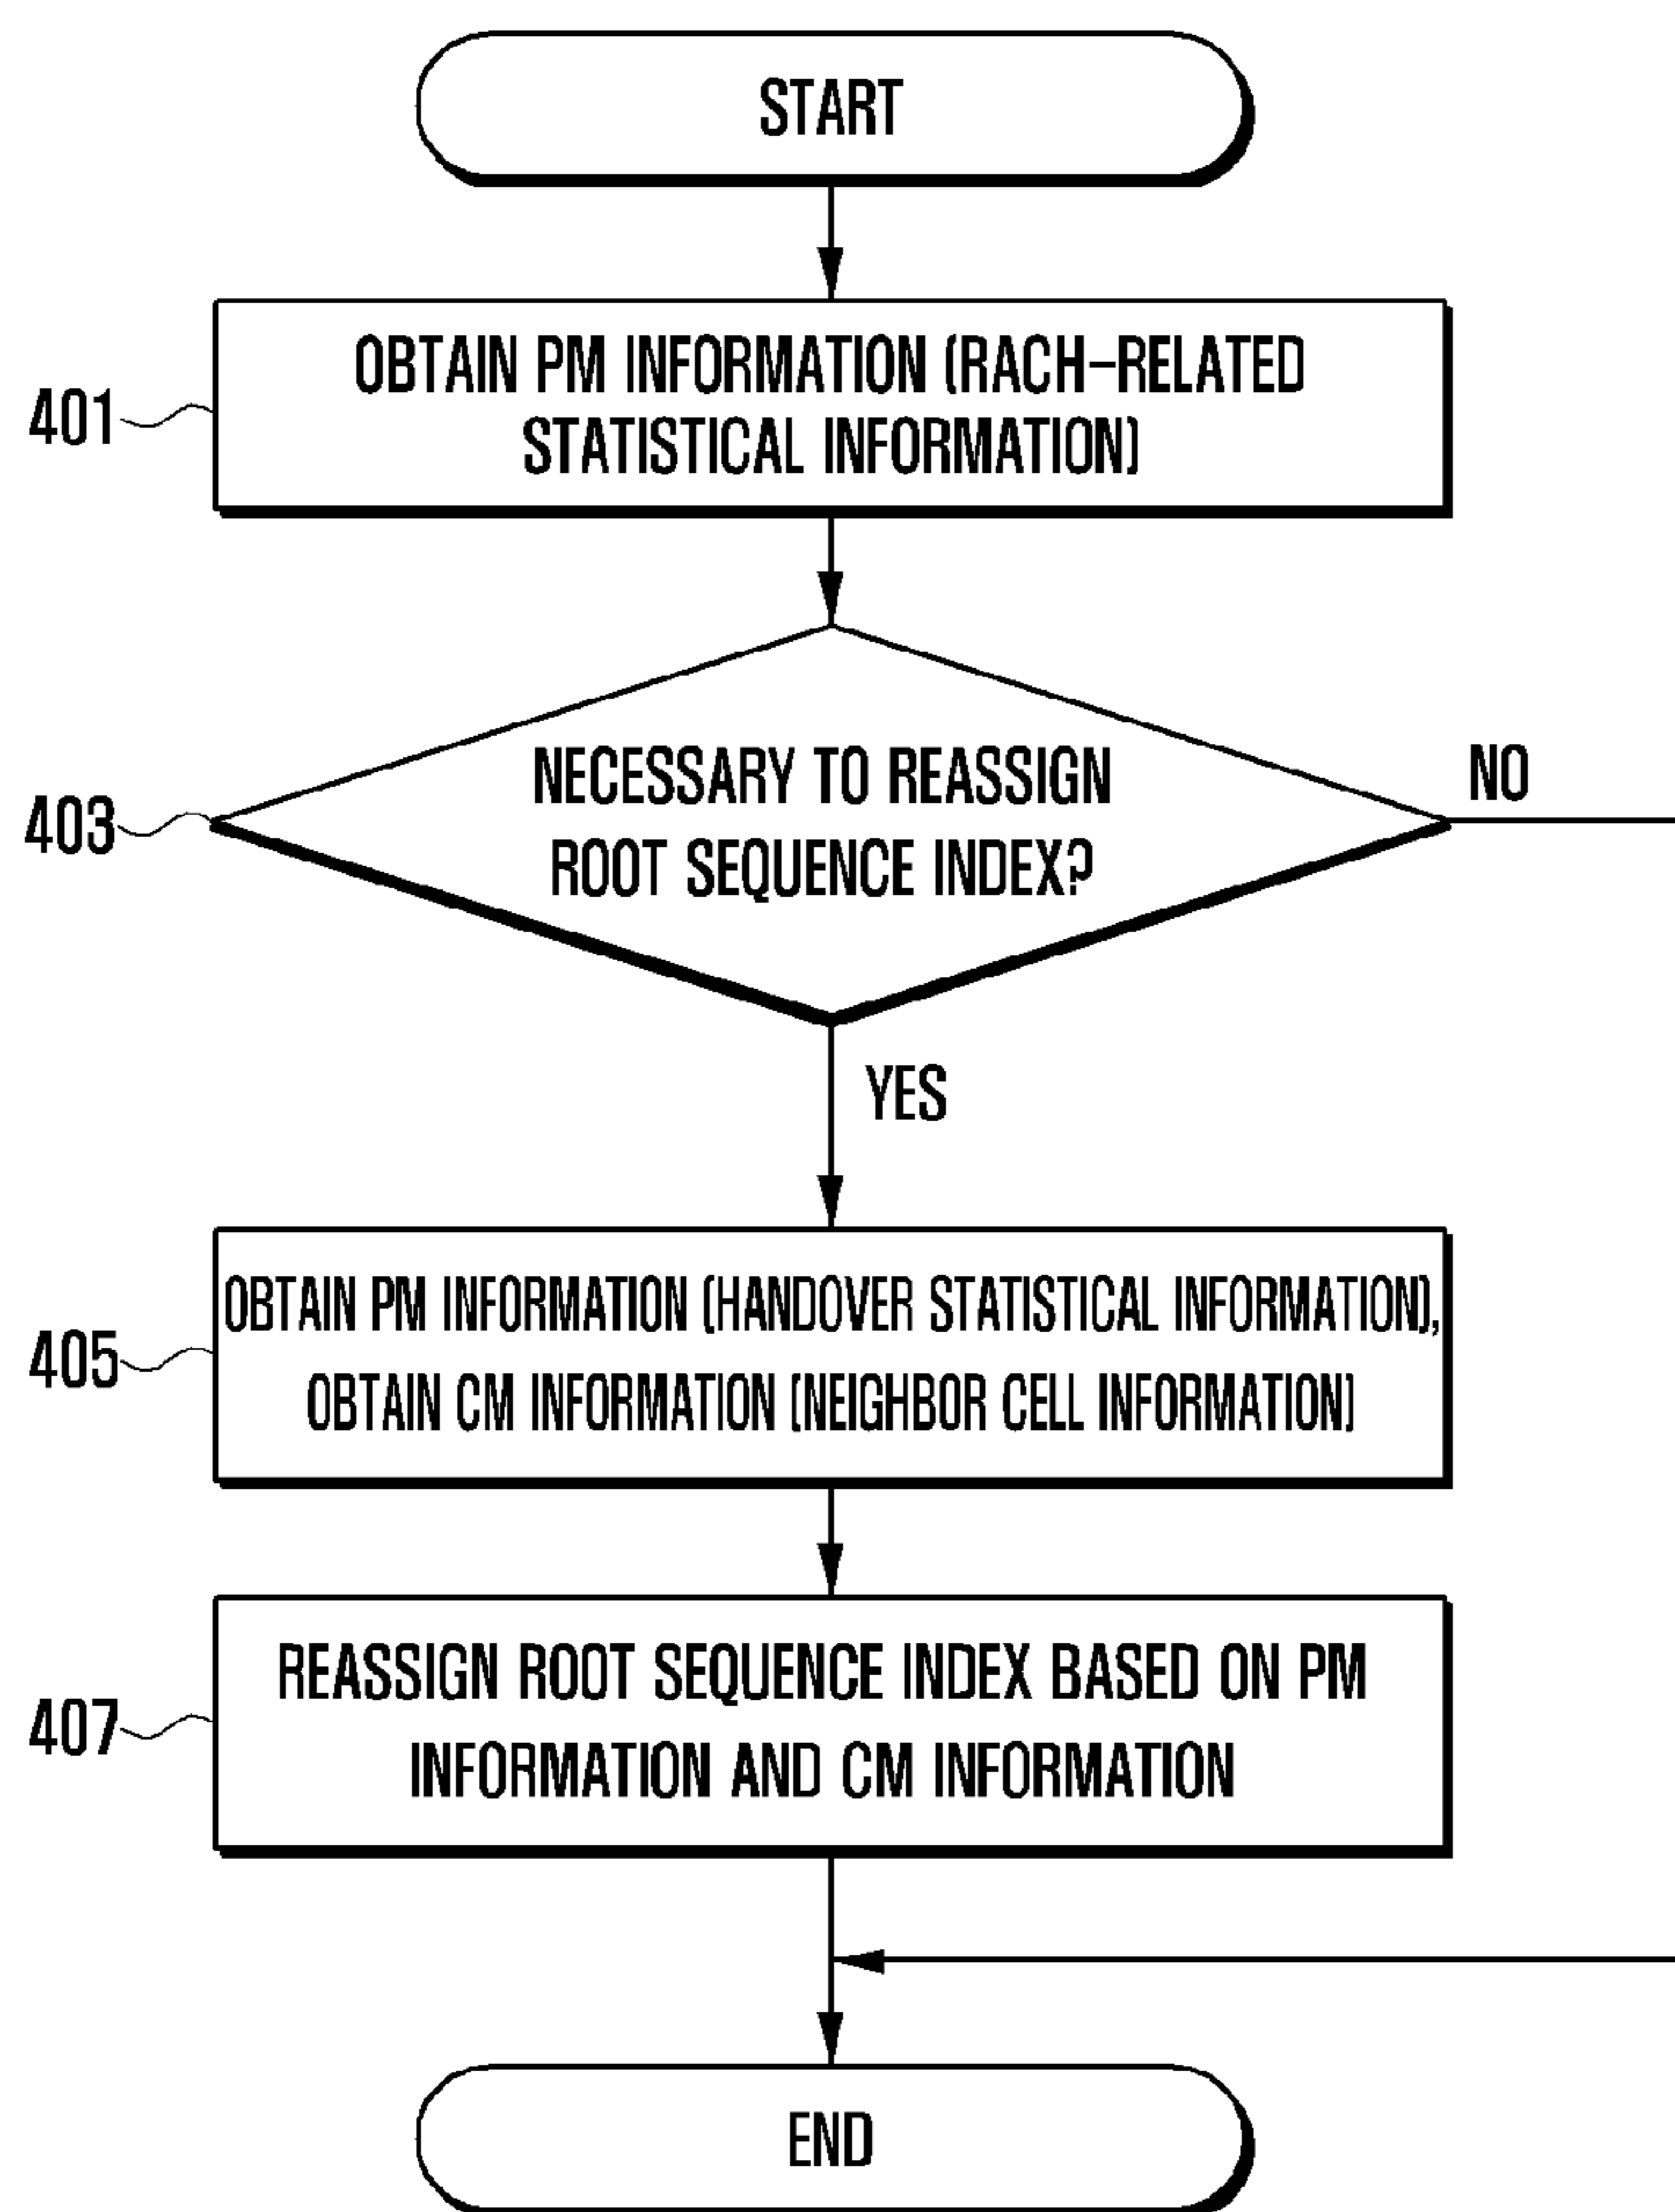 START
OBTAIN PM INFORMATION (RACH-RELATED
STATISTICAL INFORMATION)
401
NECESSARY TO REASSIGN
ROOT SEQUENCE INDEX?
NO
403
YES
OBTAIN PM INFORMATION (HANDOVER STATISTICAL INFORMATION),
OBTAIN CM INFORMATION (NEIGHBOR CELL INFORMATION)
405
REASSIGN ROOT SEQUENCE INDEX BASED ON PM
INFORMATION AND CM INFORMATION
407
END